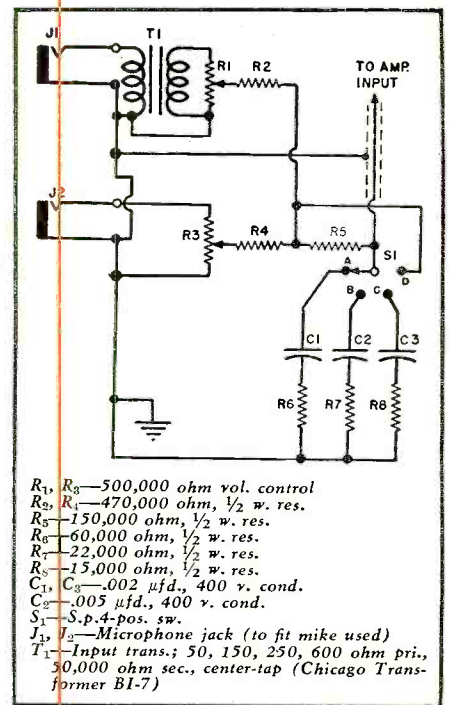 J1
T1
R1
R2
TO AMP.
INPUT
J2
R3
R4
R5
S1
A
D
B
C
C1
C2
C3
R6
R7
R8
R₁, R₃—500,000 ohm vol. control
R₂, R₄—470,000 ohm, ½ w. res.
R₅—150,000 ohm, ½ w. res.
R₆—60,000 ohm, ½ w. res.
R₇—22,000 ohm, ½ w. res.
R₈—15,000 ohm, ½ w. res.
C₁, C₃—.002 μfd., 400 v. cond.
C₂—.005 μfd., 400 v. cond.
S₁—S.p.4-pos. sw.
J₁, J₂—Microphone jack (to fit mike used)
T₁—Input trans.; 50, 150, 250, 600 ohm pri.,
50,000 ohm sec., center-tap (Chicago Trans-
former BI-7)